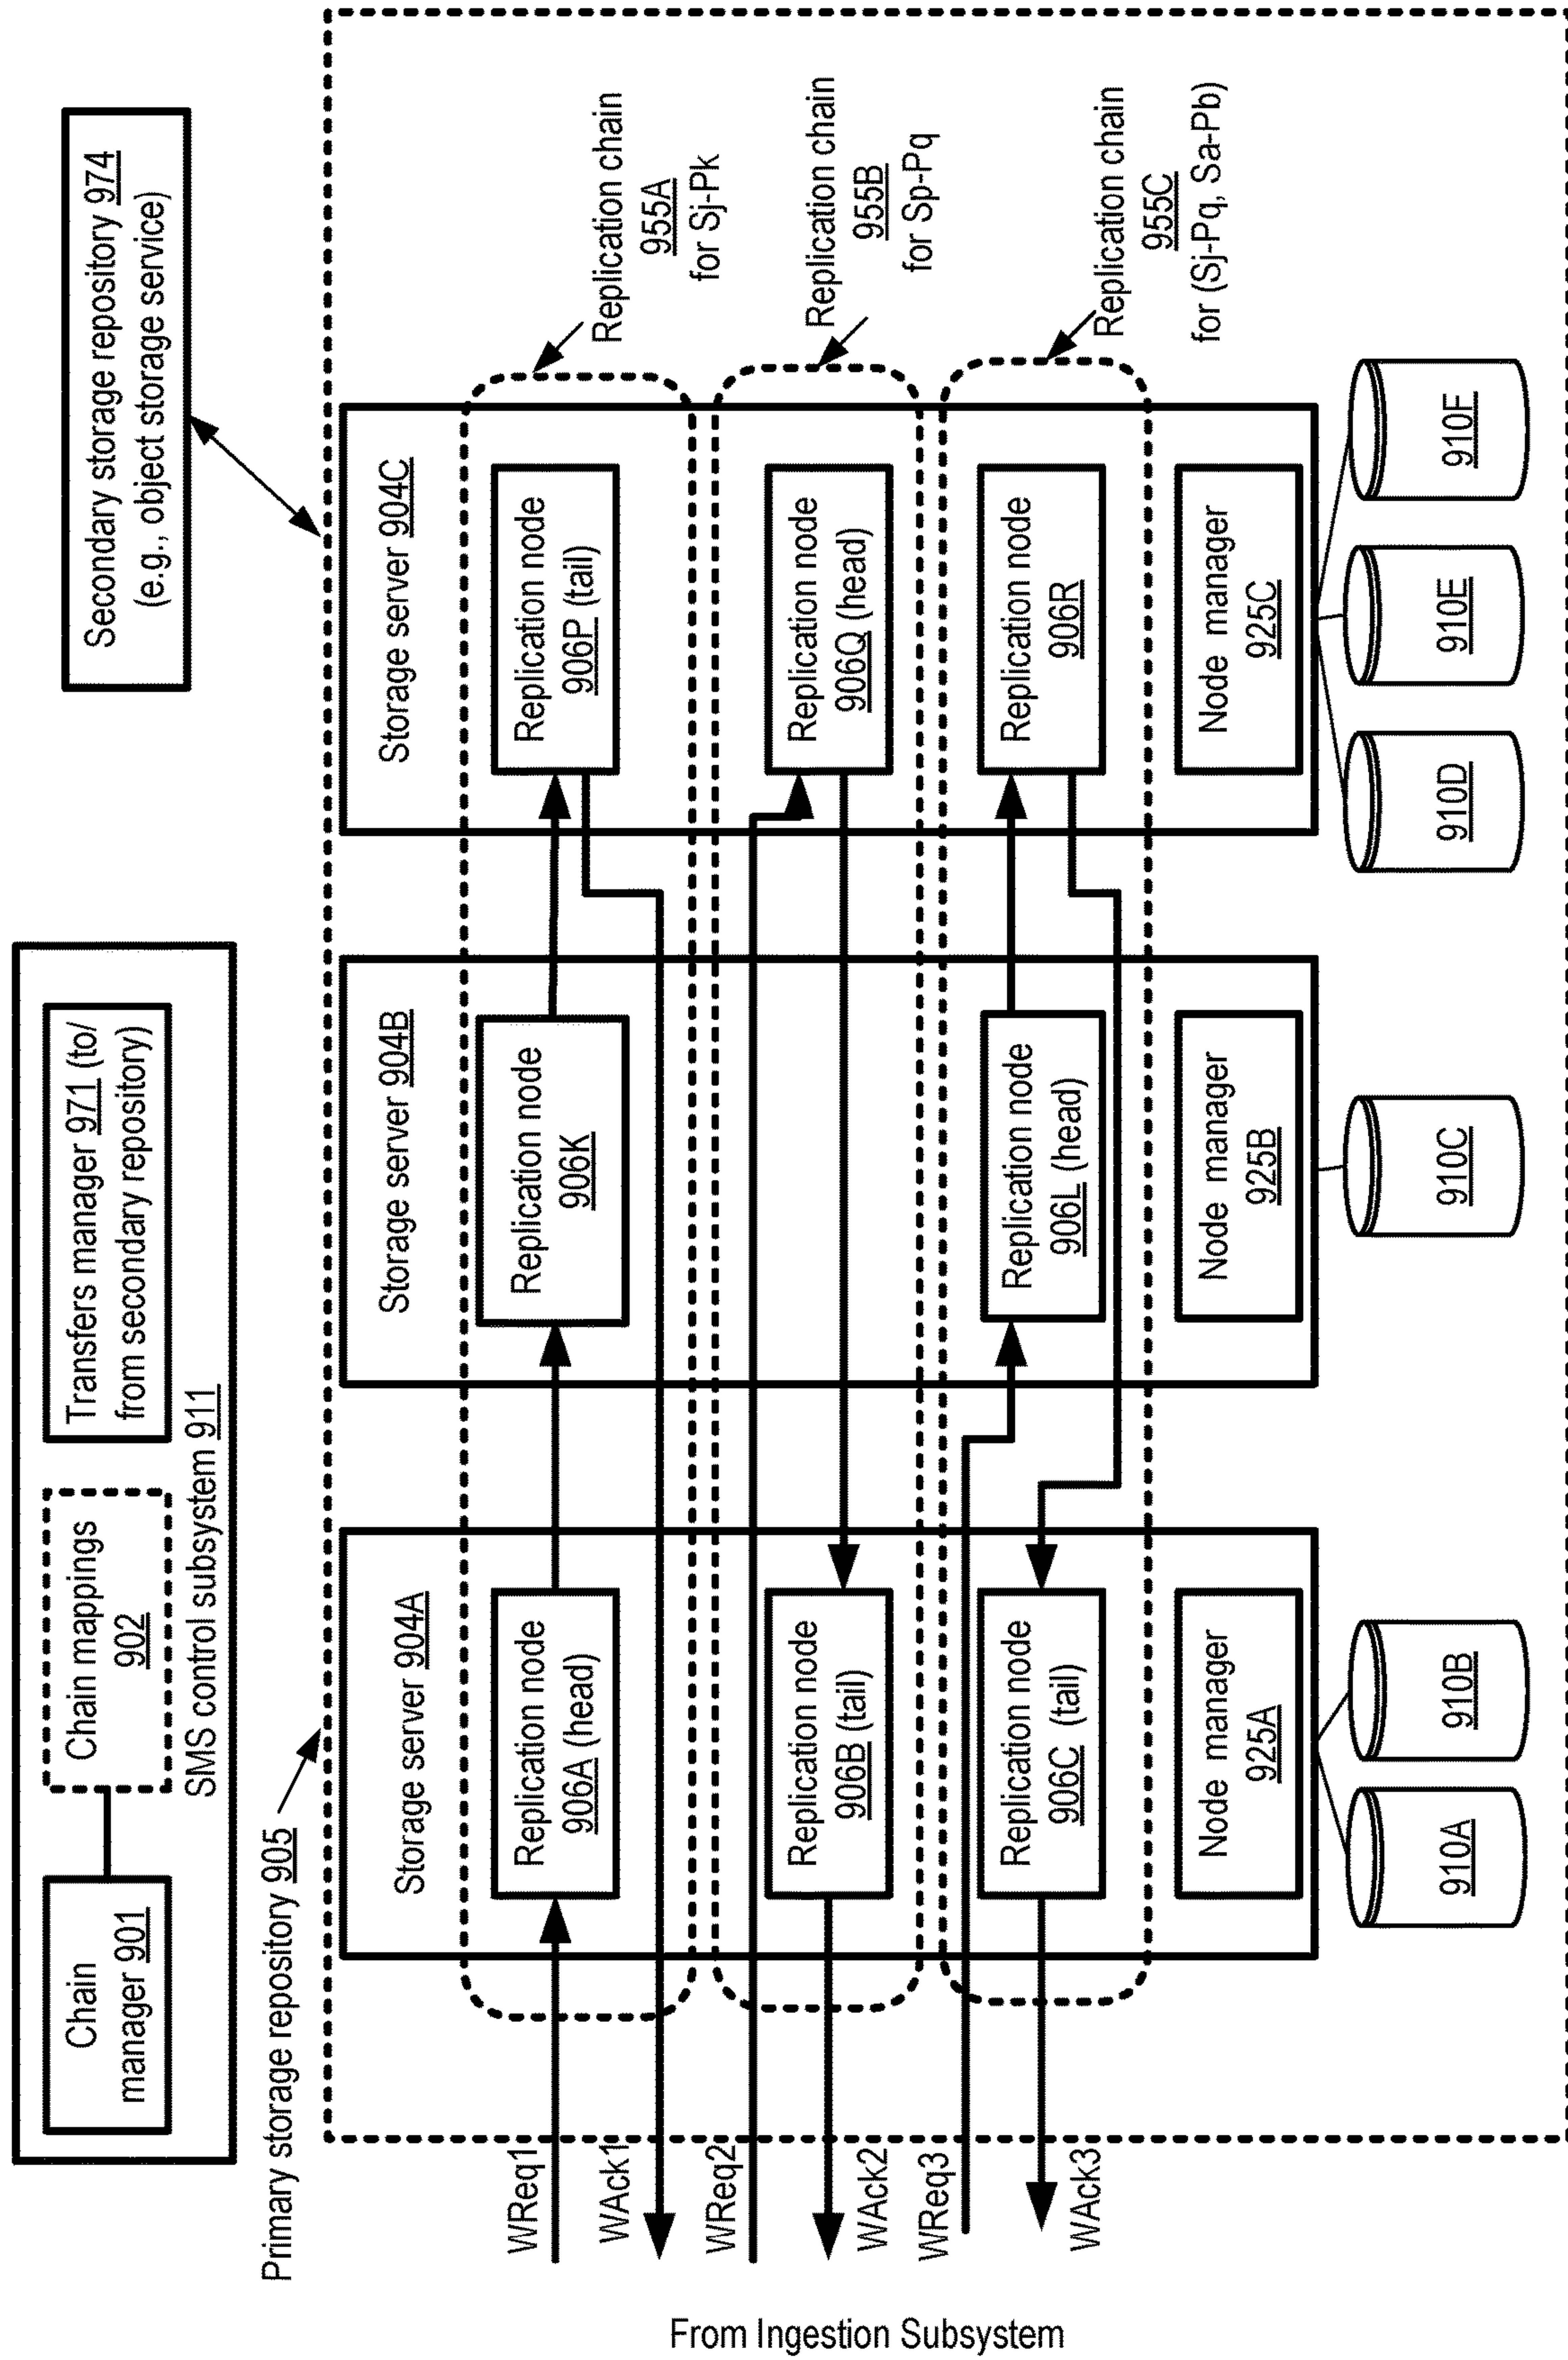 Chain
manager 901
Chain mappings
902
Transfers manager 971 (to/
from secondary repository)
SMS control subsystem 911
Secondary storage repository 974
(e.g., object storage service)
Primary storage repository 905
Storage server 904A
Storage server 904B
Storage server 904C
Replication node
906A (head)
Replication node
906K
Replication node
906P (tail)
Replication chain
955A
for Sj-Pk
WReq1
WAck1
Replication node
906B (tail)
Replication node
906Q (head)
Replication chain
955B
for Sp-Pq
WReq2
WAck2
Replication node
906C (tail)
Replication node
906L (head)
Replication node
906R
Replication chain
955C
for (Sj-Pq, Sa-Pb)
WReq3
WAck3
Node manager
925A
Node manager
925B
Node manager
925C
910A
910B
910C
910D
910E
910F
From Ingestion Subsystem